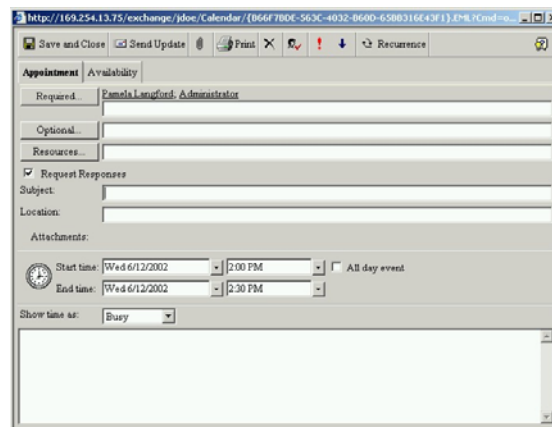 http://169.254.13.75/exchange/jdoe/Calendar/{B66F7BDE-563C-4032-B60D-65B8316E43F1}.EML?Cmd=o...
Save and Close Send Update Print Recurrence
Appointment Availability
Required... Pamela Langford, Administrator
Optional...
Resources...
Request Responses
Subject:
Location:
Attachments:
Start time: Wed 6/12/2002 2:00 PM All day event
End time: Wed 6/12/2002 2:30 PM
Show time as: Busy